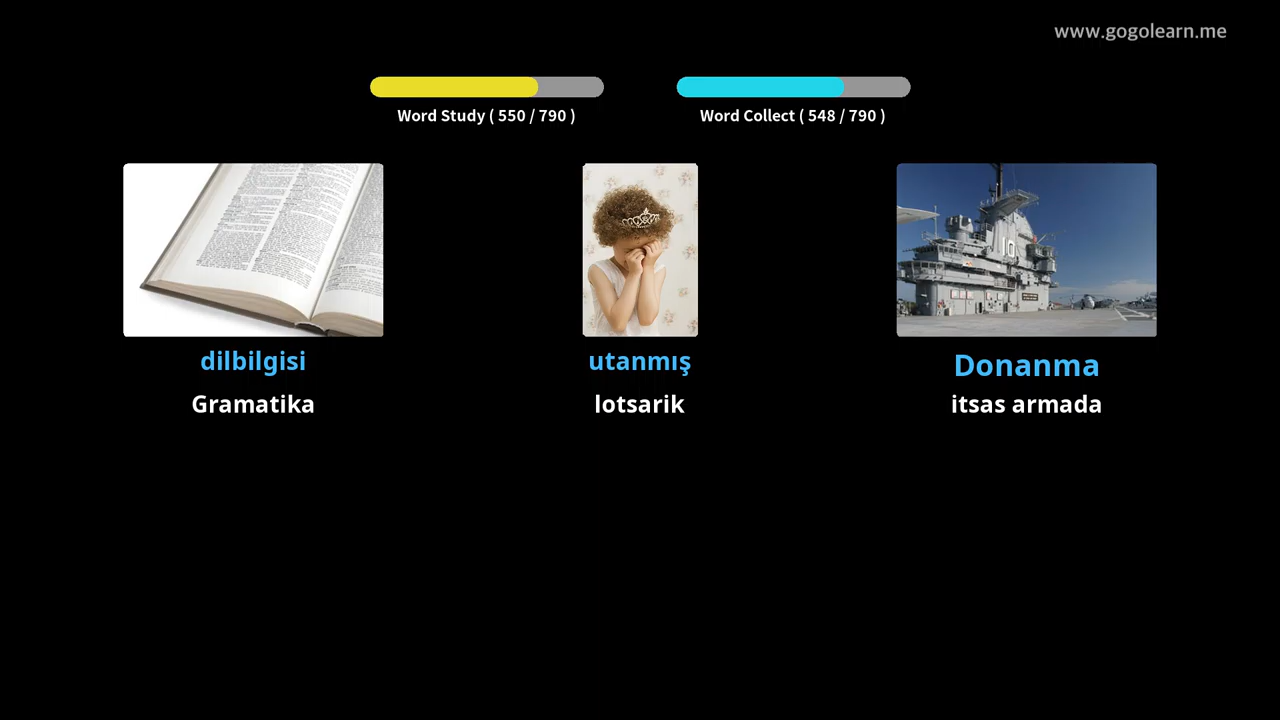 www.gogolearn.me
Word Study ( 550 / 790 )
Word Collect ( 548 / 790 )
dilbilgisi
utanmış
Donanma
Gramatika
lotsarik
itsas armada